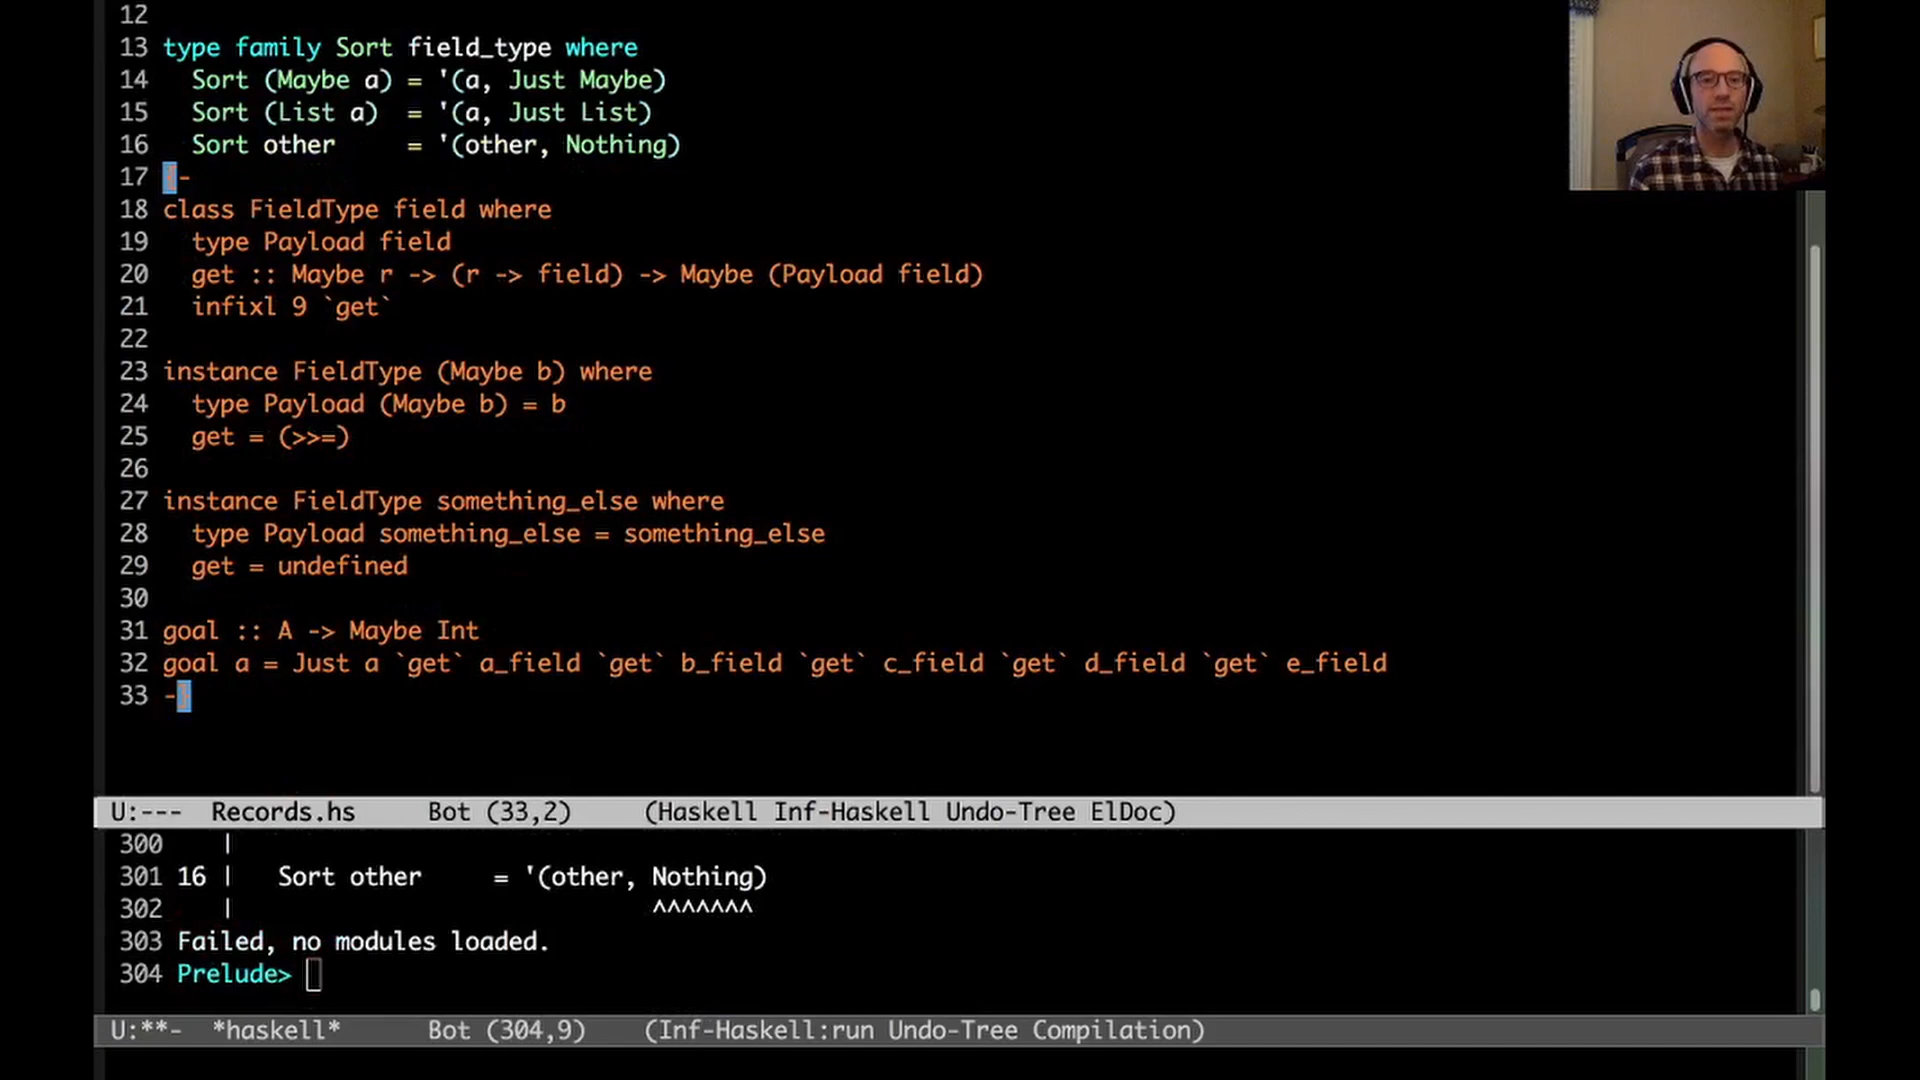 12
13 type family Sort field_type where
14   Sort (Maybe a) = '(a, Just Maybe)
15   Sort (List a)  = '(a, Just List)
16   Sort other     = '(other, Nothing)
17 {-
18 class FieldType field where
19   type Payload field
20   get :: Maybe r -> (r -> field) -> Maybe (Payload field)
21   infixl 9 `get`
22
23 instance FieldType (Maybe b) where
24   type Payload (Maybe b) = b
25   get = (>>=)
26
27 instance FieldType something_else where
28   type Payload something_else = something_else
29   get = undefined
30
31 goal :: A -> Maybe Int
32 goal a = Just a `get` a_field `get` b_field `get` c_field `get` d_field `get` e_field
33 -}
U:---  Records.hs     Bot (33,2)     (Haskell Inf-Haskell Undo-Tree ElDoc)
300    |
301 16 |   Sort other     = '(other, Nothing)
302    |                              ^^^^^^^
303 Failed, no modules loaded.
304 Prelude>
U:**-  *haskell*      Bot (304,9)    (Inf-Haskell:run Undo-Tree Compilation)